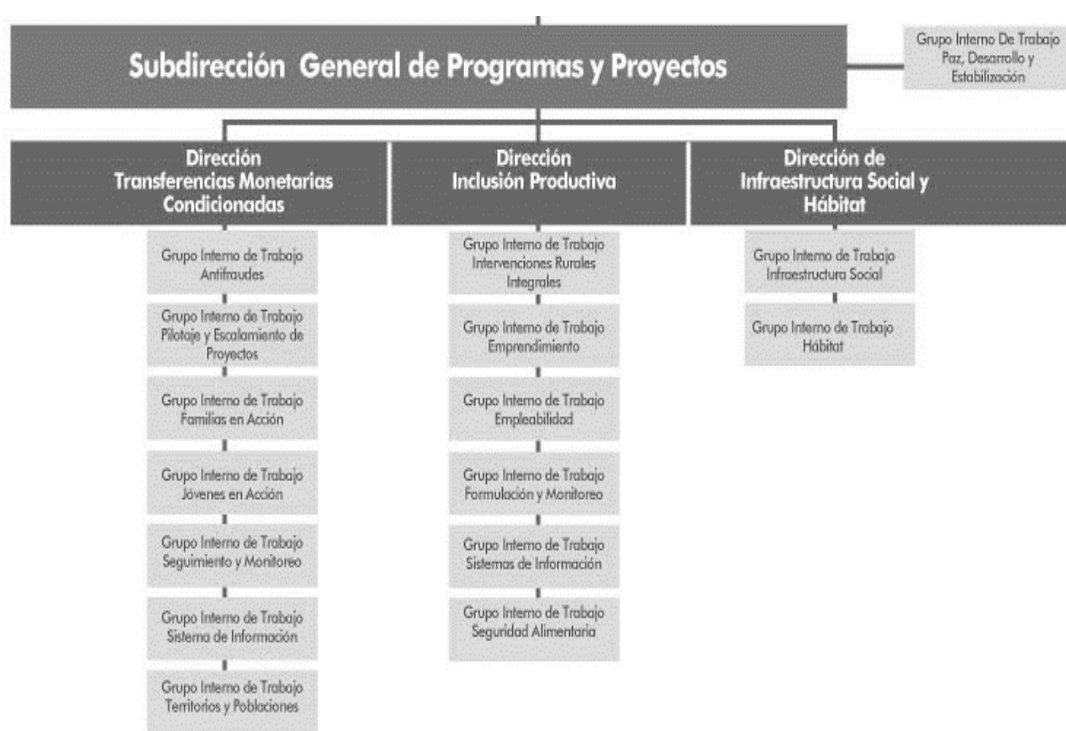 Subdirección General de Programas y Proyectos
Grupo Interno De Trabajo
Paz, Desarrollo y
Estabilización
Dirección
Transferencias Monetarias
Condicionadas
Grupo Interno de Trabajo
Antifraudes
Grupo Interno de Trabajo
Pilotaje y Escalamiento de
Proyectos
Grupo Interno de Trabajo
Familias en Acción
Grupo Interno de Trabajo
Jóvenes en Acción
Grupo Interno de Trabajo
Seguimiento y Monitoreo
Grupo Interno de Trabajo
Sistema de Información
Grupo Interno de Trabajo
Territorios y Poblaciones
Dirección
Inclusión Productiva
Grupo Interno de Trabajo
Intervenciones Rurales
Integrales
Grupo Interno de Trabajo
Emprendimiento
Grupo Interno de Trabajo
Empleabilidad
Grupo Interno de Trabajo
Formulación y Monitoreo
Grupo Interno de Trabajo
Sistemas de Información
Grupo Interno de Trabajo
Seguridad Alimentaria
Dirección de
Infraestructura Social y
Hábitat
Grupo Interno de Trabajo
Infraestructura Social
Grupo Interno de Trabajo
Hábitat